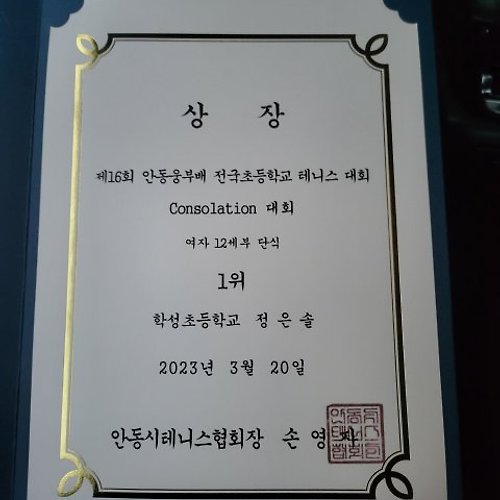 상 장
제16회 안동웅부배 전국초등학교 테니스 대회
Consolation 대회
여자 12세부 단식
1위
학성초등학교 정 은 솔
2023년 3월 20일
안동시테니스협회장 손 영 자